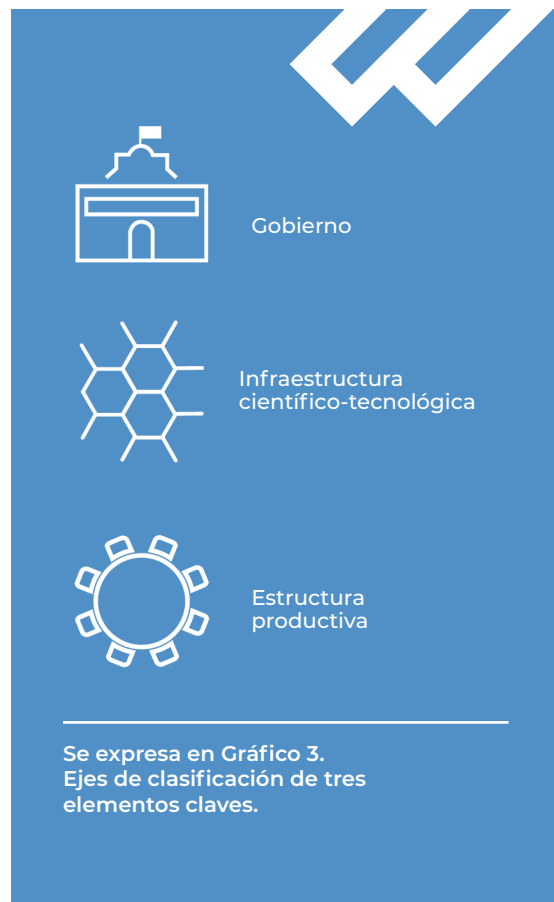 Gobierno
Infraestructura
científico-tecnológica
Estructura
productiva
Se expresa en Gráfico 3.
Ejes de clasificación de tres
elementos claves.